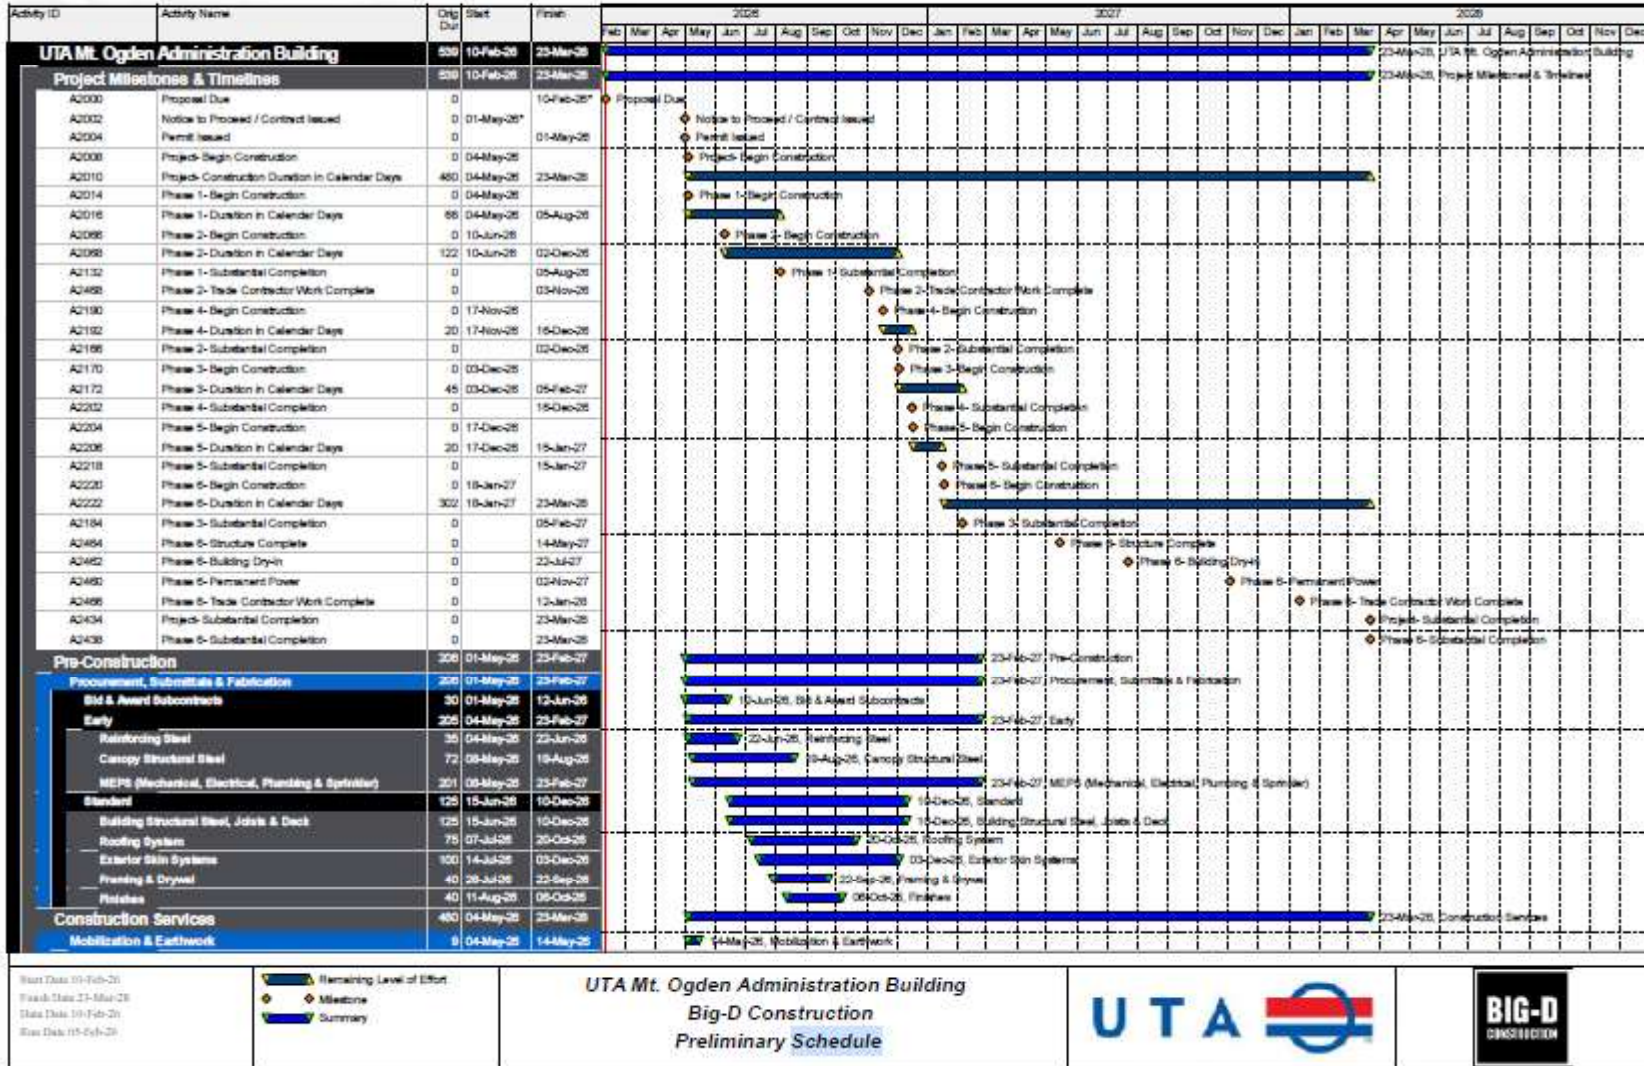 Activity ID Activity Name Orig Dur Start Finish 2026 2027 2028
Feb Mar Apr May Jun Jul Aug Sep Oct Nov Dec Jan Feb Mar Apr May Jun Jul Aug Sep Oct Nov Dec Jan Feb Mar Apr May Jun Jul Aug Sep Oct Nov Dec
UTA Mt. Ogden Administration Building 539 10-Feb-26 23-Mar-28 23-Mar-28, UTA Mt. Ogden Administration Building
Project Milestones & Timelines 539 10-Feb-26 23-Mar-28 23-Mar-28, Project Milestones & Timelines
A2000 Proposal Due 0 10-Feb-26* Proposal Due
A2002 Notice to Proceed / Contract Issued 0 01-May-26* Notice to Proceed / Contract Issued
A2004 Permit Issued 0 01-May-26 Permit Issued
A2008 Project- Begin Construction 0 04-May-26 Project- Begin Construction
A2010 Project- Construction Duration in Calendar Days 480 04-May-26 23-Mar-28
A2014 Phase 1- Begin Construction 0 04-May-26 Phase 1- Begin Construction
A2016 Phase 1- Duration in Calender Days 66 04-May-26 05-Aug-26
A2066 Phase 2- Begin Construction 0 10-Jun-26 Phase 2- Begin Construction
A2068 Phase 2- Duration in Calender Days 122 10-Jun-26 02-Dec-26
A2132 Phase 1- Substantial Completion 0 05-Aug-26 Phase 1- Substantial Completion
A2468 Phase 2- Trade Contractor Work Complete 0 03-Nov-26 Phase 2- Trade Contractor Work Complete
A2190 Phase 4- Begin Construction 0 17-Nov-26 Phase 4- Begin Construction
A2192 Phase 4- Duration in Calender Days 20 17-Nov-26 16-Dec-26
A2166 Phase 2- Substantial Completion 0 02-Dec-26 Phase 2- Substantial Completion
A2170 Phase 3- Begin Construction 0 03-Dec-26 Phase 3- Begin Construction
A2172 Phase 3- Duration in Calender Days 45 03-Dec-26 05-Feb-27
A2202 Phase 4- Substantial Completion 0 16-Dec-26 Phase 4- Substantial Completion
A2204 Phase 5- Begin Construction 0 17-Dec-26 Phase 5- Begin Construction
A2206 Phase 5- Duration in Calender Days 20 17-Dec-26 15-Jan-27
A2218 Phase 5- Substantial Completion 0 15-Jan-27 Phase 5- Substantial Completion
A2220 Phase 6- Begin Construction 0 18-Jan-27 Phase 6- Begin Construction
A2222 Phase 6- Duration in Calender Days 302 18-Jan-27 23-Mar-28
A2184 Phase 3- Substantial Completion 0 05-Feb-27 Phase 3- Substantial Completion
A2464 Phase 6- Structure Complete 0 14-May-27 Phase 6- Structure Complete
A2462 Phase 6- Building Dry-in 0 22-Jul-27 Phase 6- Building Dry-in
A2460 Phase 6- Permanent Power 0 02-Nov-27 Phase 6- Permanent Power
A2466 Phase 6- Trade Contractor Work Complete 0 12-Jan-28 Phase 6- Trade Contractor Work Complete
A2434 Project- Substantial Completion 0 23-Mar-28 Project- Substantial Completion
A2438 Phase 6- Substantial Completion 0 23-Mar-28 Phase 6- Substantial Completion
Pre-Construction 206 01-May-26 23-Feb-27 23-Feb-27, Pre-Construction
Procurement, Submittals & Fabrication 206 01-May-26 23-Feb-27 23-Feb-27, Procurement, Submittals & Fabrication
Bid & Award Subcontracts 30 01-May-26 12-Jun-26 12-Jun-26, Bid & Award Subcontracts
Early 205 04-May-26 23-Feb-27 23-Feb-27, Early
Reinforcing Steel 35 04-May-26 22-Jun-26 22-Jun-26, Reinforcing Steel
Canopy Structural Steel 72 08-May-26 19-Aug-26 19-Aug-26, Canopy Structural Steel
MEPS (Mechanical, Electrical, Plumbing & Sprinkler) 201 08-May-26 23-Feb-27 23-Feb-27, MEPS (Mechanical, Electrical, Plumbing & Sprinkler)
Standard 125 15-Jun-26 10-Dec-26 10-Dec-26, Standard
Building Structural Steel, Joists & Deck 125 15-Jun-26 10-Dec-26 10-Dec-26, Building Structural Steel, Joists & Deck
Roofing System 75 07-Jul-26 20-Oct-26 20-Oct-26, Roofing System
Exterior Skin Systems 100 14-Jul-26 03-Dec-26 03-Dec-26, Exterior Skin Systems
Framing & Drywall 40 28-Jul-26 22-Sep-26 22-Sep-26, Framing & Drywall
Finishes 40 11-Aug-26 06-Oct-26 06-Oct-26, Finishes
Construction Services 480 04-May-26 23-Mar-28 23-Mar-28, Construction Services
Mobilization & Earthwork 9 04-May-26 14-May-26 14-May-26, Mobilization & Earthwork
Start Date 10-Feb-26
Finish Date 23-Mar-28
Data Date 10-Feb-26
Run Date
Remaining Level of Effort
Milestone
Summary
UTA Mt. Ogden Administration Building
Big-D Construction
Preliminary Schedule
UTA
BIG-D
CONSTRUCTION